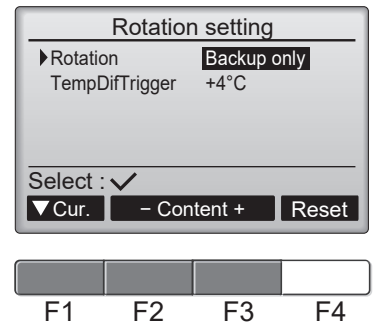 Rotation setting
Rotation Backup only
TempDifTrigger +4°C
Select :
Cur. − Content + Reset
F1 F2 F3 F4